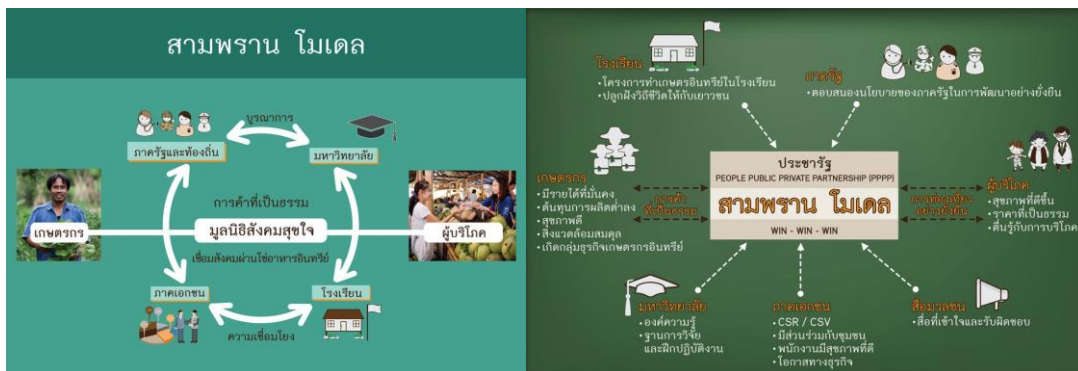 สามพราน โมเดล
บูรณาการ
ภาครัฐและท้องถิ่น
มหาวิทยาลัย
การค้าที่เป็นธรรม
เกษตรกร
มูลนิธิสังคมสุขใจ
ผู้บริโภค
เชื่อมสังคมผ่านโซ่อาหารอินทรีย์
ภาคเอกชน
โรงเรียน
ความเชื่อมโยง
โรงเรียน
•โครงการทำเกษตรอินทรีย์ในโรงเรียน
•ปลูกฝังวิถีชีวิตให้กับเยาวชน
ภาครัฐ
•ตอบสนองนโยบายของภาครัฐในการพัฒนาอย่างยั่งยืน
เกษตรกร
•มีรายได้ที่มั่นคง
•ต้นทุนการผลิตต่ำลง
•สุขภาพดี
•สิ่งแวดล้อมสมดุล
•เกิดกลุ่มธุรกิจเกษตรกรอินทรีย์
การค้า
ที่เป็นธรรม
ประชารัฐ
PEOPLE PUBLIC PRIVATE PARTNERSHIP (PPPP)
สามพราน โมเดล
WIN - WIN - WIN
การท่องเที่ยว
อย่างยั่งยืน
ผู้บริโภค
•สุขภาพที่ดีขึ้น
•ราคาที่เป็นธรรม
•ตื่นรู้กับการบริโภค
มหาวิทยาลัย
•องค์ความรู้
•ฐานการวิจัย
และฝึกปฏิบัติงาน
ภาคเอกชน
•CSR / CSV
•มีส่วนร่วมกับชุมชน
•พนักงานมีสุขภาพที่ดี
•โอกาสทางธุรกิจ
สื่อมวลชน
•สื่อที่เข้าใจและรับผิดชอบ